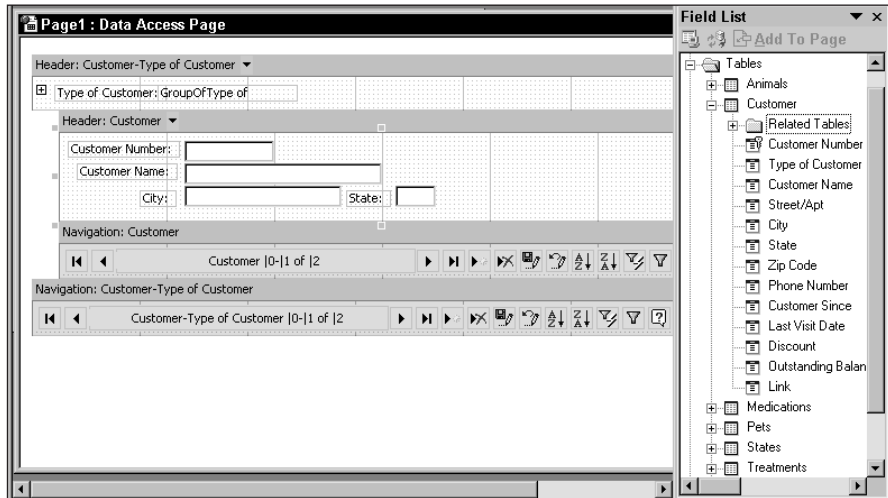 Page1 : Data Access Page
Header: Customer-Type of Customer
Type of Customer: GroupOfType of
Header: Customer
Customer Number:
Customer Name:
City:
State:
Navigation: Customer
Customer |0-|1 of |2
Navigation: Customer-Type of Customer
Customer-Type of Customer |0-|1 of |2
Field List
Add To Page
Tables
Animals
Customer
Related Tables
Customer Number
Type of Customer
Customer Name
Street/Apt
City
State
Zip Code
Phone Number
Customer Since
Last Visit Date
Discount
Outstanding Balan
Link
Medications
Pets
States
Treatments